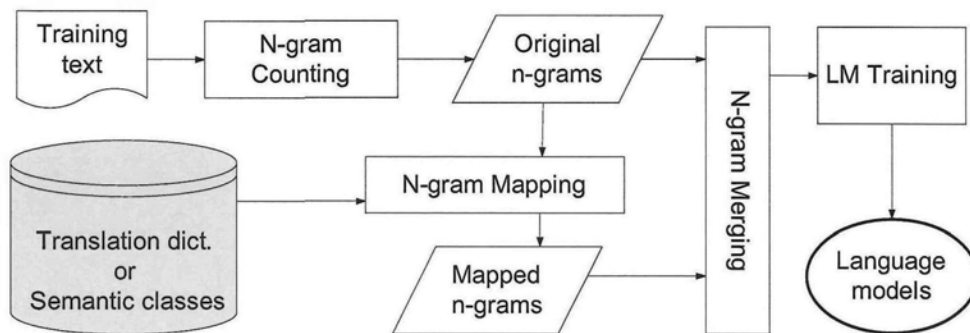 Training
text
N-gram
Counting
Original
n-grams
N-gram Merging
LM Training
N-gram Mapping
Translation dict.
or
Semantic classes
Mapped
n-grams
Language
models